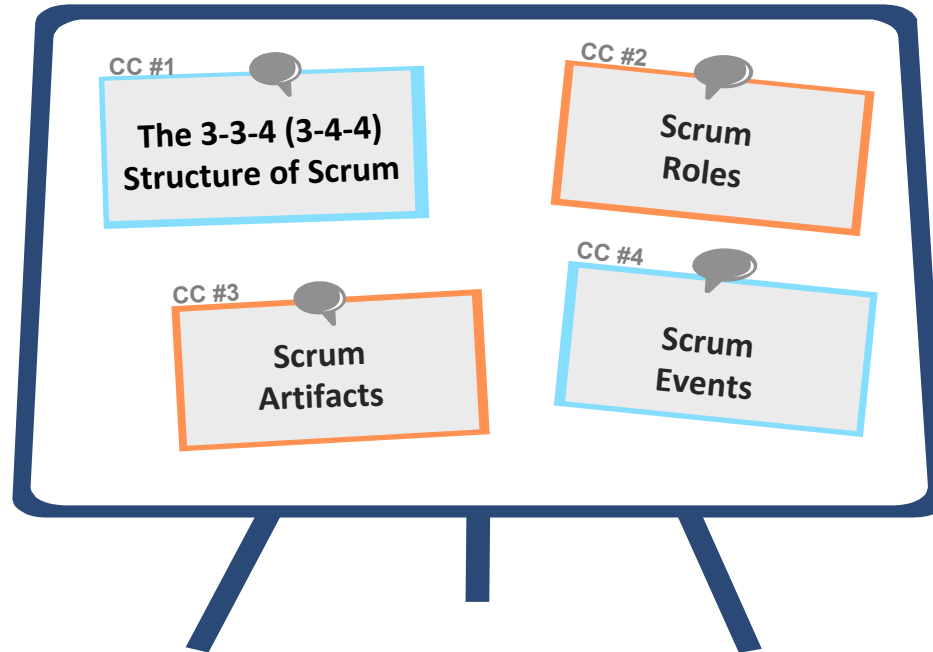 CC #1
The 3-3-4 (3-4-4)
Structure of Scrum
CC #2
Scrum
Roles
CC #3
Scrum
Artifacts
CC #4
Scrum
Events